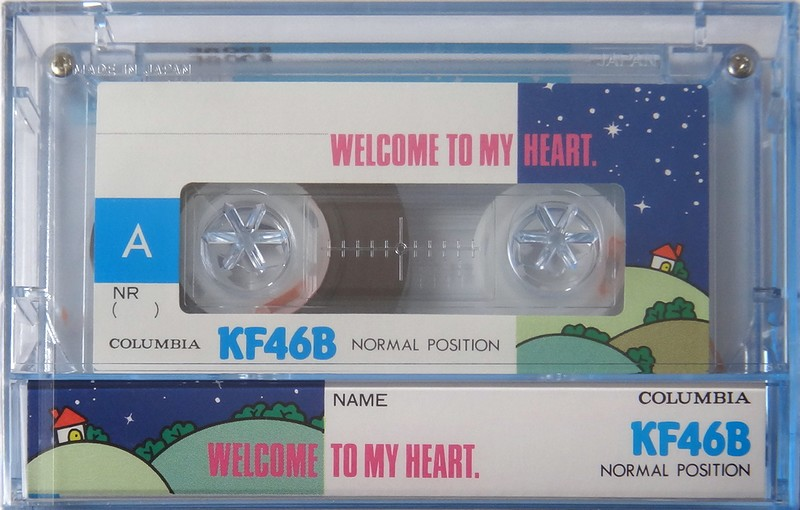 MADE IN JAPAN
JAPAN
WELCOME TO MY HEART.
A
NR
(    )
COLUMBIA KF46B NORMAL POSITION
NAME
COLUMBIA
KF46B
WELCOME TO MY HEART.
NORMAL POSITION